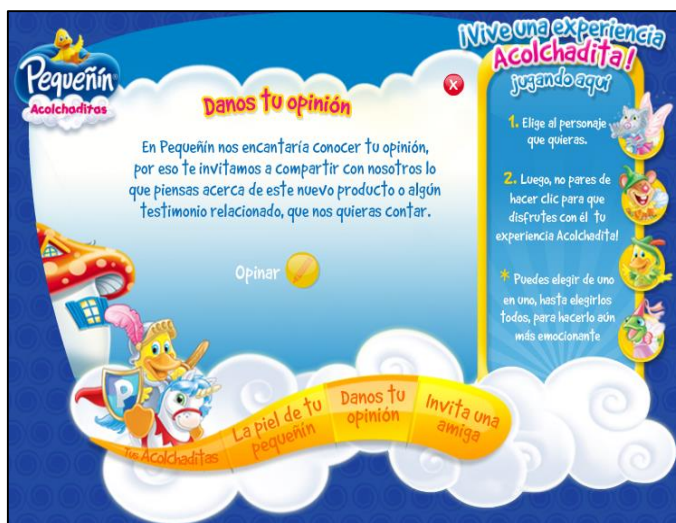 Pequeñín
Acolchaditas
Danos tu opinión
En Pequeñín nos encantaría conocer tu opinión,
por eso te invitamos a compartir con nosotros lo
que piensas acerca de este nuevo producto o algún
testimonio relacionado, que nos quieras contar.
Opinar
¡Vive una experiencia
Acolchadita!
jugando aquí
1. Elige al personaje
que quieras.
2. Luego, no pares de
hacer clic para que
disfrutes con él tu
experiencia Acolchadita!
* Puedes elegir de uno
en uno, hasta elegirlos
todos, para hacerlo aún
más emocionante
P
Tus Acolchaditas
La piel de tu
pequeñín
Danos tu
opinión
Invita una
amiga